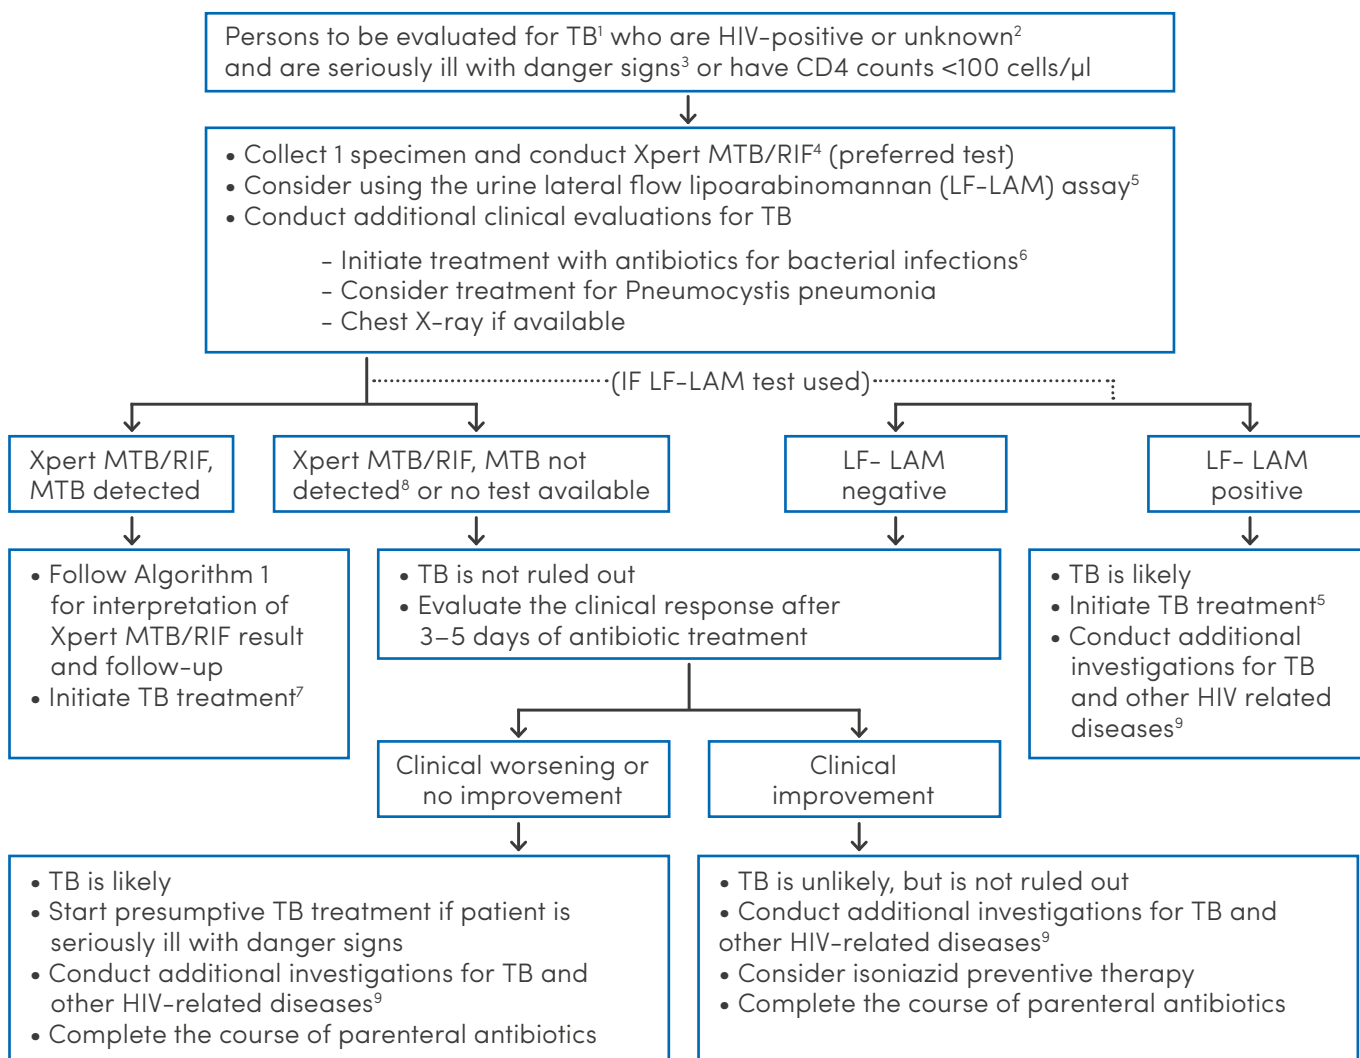 Persons to be evaluated for TB¹ who are HIV-positive or unknown²
and are seriously ill with danger signs³ or have CD4 counts <100 cells/µl
• Collect 1 specimen and conduct Xpert MTB/RIF⁴ (preferred test)
• Consider using the urine lateral flow lipoarabinomannan (LF-LAM) assay⁵
• Conduct additional clinical evaluations for TB
- Initiate treatment with antibiotics for bacterial infections⁶
- Consider treatment for Pneumocystis pneumonia
- Chest X-ray if available
(IF LF-LAM test used)
Xpert MTB/RIF,
MTB detected
Xpert MTB/RIF, MTB not
detected⁸ or no test available
LF- LAM
negative
LF- LAM
positive
• Follow Algorithm 1
for interpretation of
Xpert MTB/RIF result
and follow-up
• Initiate TB treatment⁷
• TB is not ruled out
• Evaluate the clinical response after
3–5 days of antibiotic treatment
• TB is likely
• Initiate TB treatment⁵
• Conduct additional
investigations for TB
and other HIV related
diseases⁹
Clinical worsening or
no improvement
Clinical
improvement
• TB is likely
• Start presumptive TB treatment if patient is
seriously ill with danger signs
• Conduct additional investigations for TB and
other HIV-related diseases⁹
• Complete the course of parenteral antibiotics
• TB is unlikely, but is not ruled out
• Conduct additional investigations for TB and
other HIV-related diseases⁹
• Consider isoniazid preventive therapy
• Complete the course of parenteral antibiotics